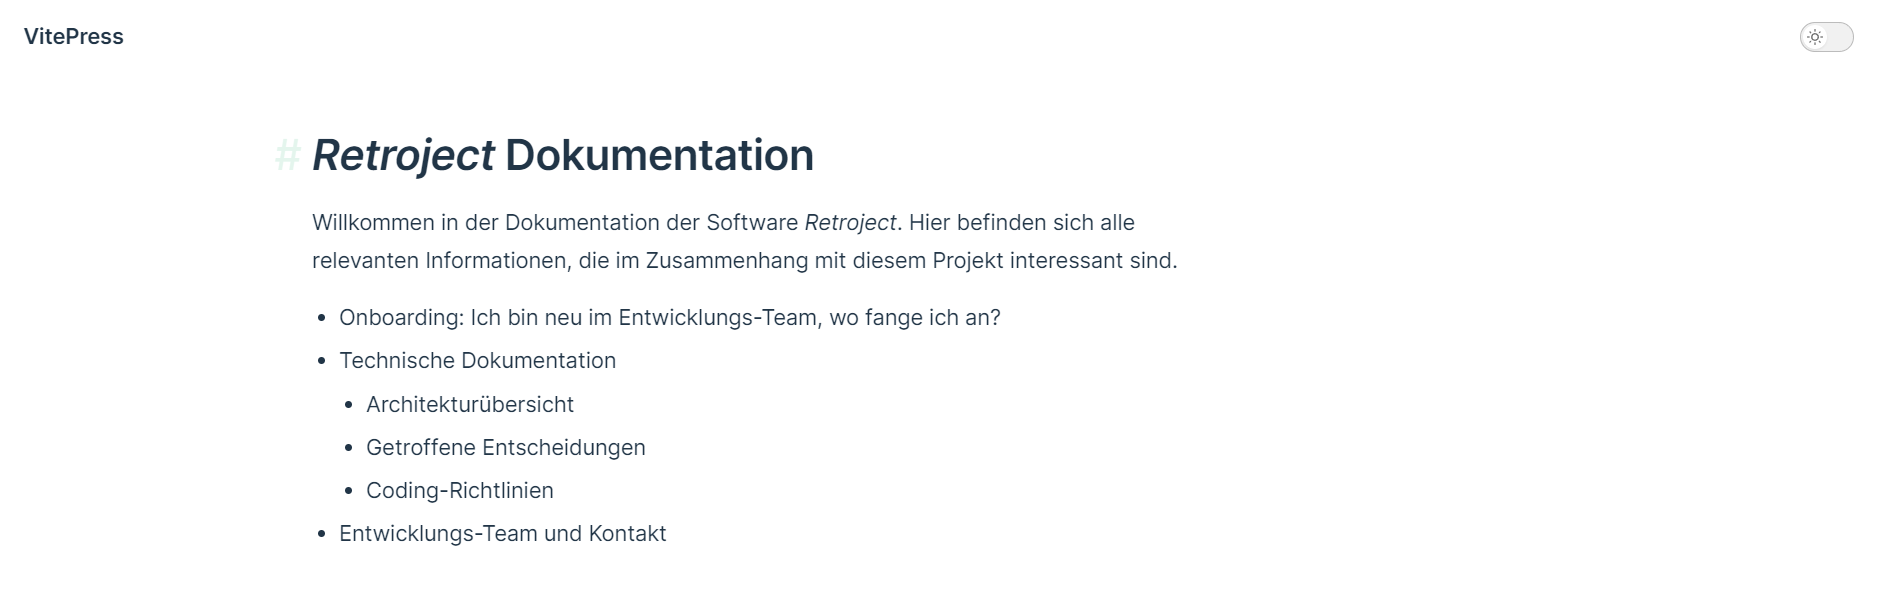 VitePress
# Retroject Dokumentation
Willkommen in der Dokumentation der Software Retroject. Hier befinden sich alle
relevanten Informationen, die im Zusammenhang mit diesem Projekt interessant sind.
• Onboarding: Ich bin neu im Entwicklungs-Team, wo fange ich an?
• Technische Dokumentation
• Architekturübersicht
• Getroffene Entscheidungen
• Coding-Richtlinien
• Entwicklungs-Team und Kontakt